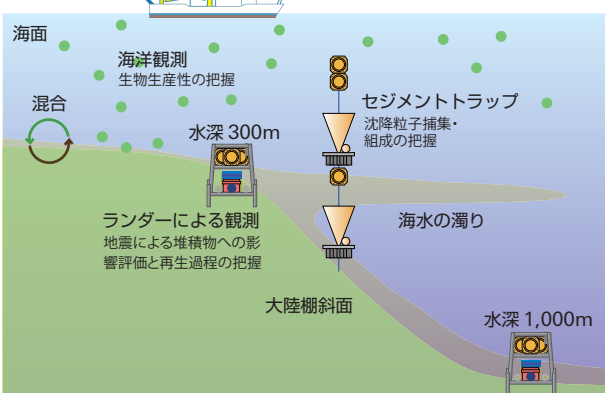 海面
海洋観測
生物生産性の把握
混合
水深 300m
セジメントトラップ
沈降粒子捕集・
組成の把握
ランダーによる観測
地震による堆積物への影
響評価と再生過程の把握
海水の濁り
大陸棚斜面
水深 1,000m